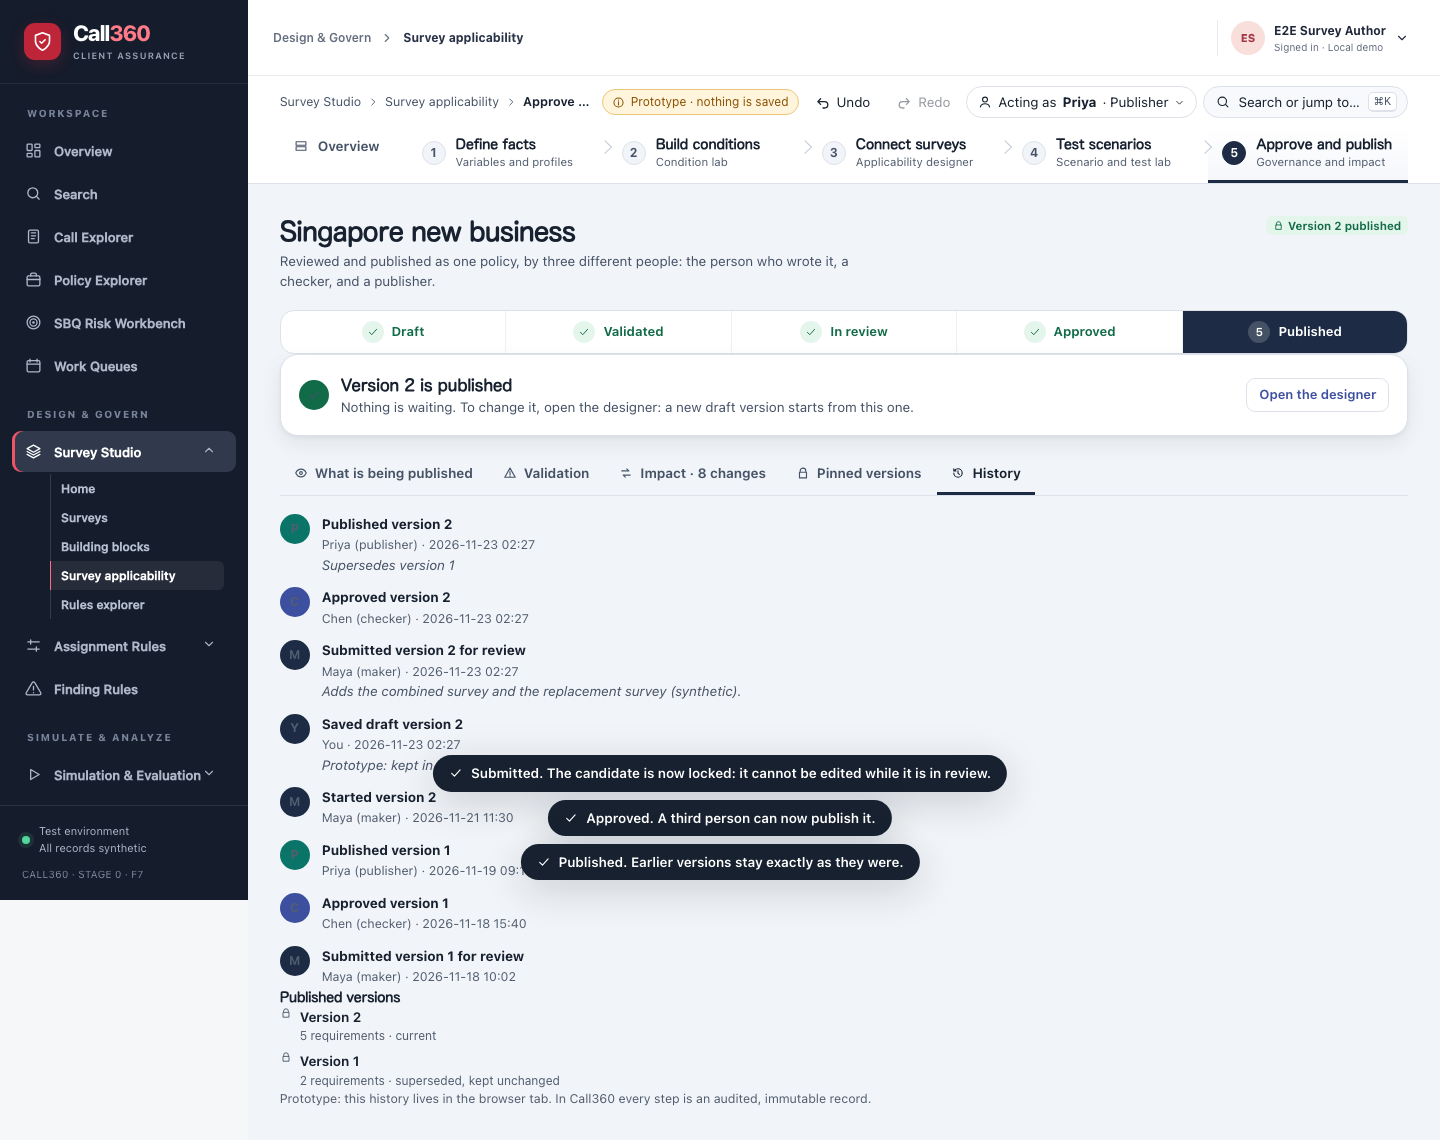 Call360
CLIENT ASSURANCE
WORKSPACE
Overview
Search
Call Explorer
Policy Explorer
SBQ Risk Workbench
Work Queues
DESIGN & GOVERN
Survey Studio
Home
Surveys
Building blocks
Survey applicability
Rules explorer
Assignment Rules
Finding Rules
SIMULATE & ANALYZE
Simulation & Evaluation
Test environment
All records synthetic
CALL360 · STAGE 0 · F7
Design & Govern
Survey applicability
ES
E2E Survey Author
Signed in · Local demo
Survey Studio
Survey applicability
Approve ...
Prototype · nothing is saved
Undo
Redo
Acting as Priya · Publisher
Search or jump to...
⌘K
Overview
1
Define facts
Variables and profiles
2
Build conditions
Condition lab
3
Connect surveys
Applicability designer
4
Test scenarios
Scenario and test lab
5
Approve and publish
Governance and impact
Singapore new business
Version 2 published
Reviewed and published as one policy, by three different people: the person who wrote it, a
checker, and a publisher.
Draft
Validated
In review
Approved
5 Published
Version 2 is published
Nothing is waiting. To change it, open the designer: a new draft version starts from this one.
Open the designer
What is being published
Validation
Impact · 8 changes
Pinned versions
History
P
Published version 2
Priya (publisher) · 2026-11-23 02:27
Supersedes version 1
C
Approved version 2
Chen (checker) · 2026-11-23 02:27
M
Submitted version 2 for review
Maya (maker) · 2026-11-23 02:27
Adds the combined survey and the replacement survey (synthetic).
Y
Saved draft version 2
You · 2026-11-23 02:27
Prototype: kept in
Submitted. The candidate is now locked: it cannot be edited while it is in review.
M
Started version 2
Maya (maker) · 2026-11-21 11:30
Approved. A third person can now publish it.
P
Published version 1
Priya (publisher) · 2026-11-19 09:
Published. Earlier versions stay exactly as they were.
C
Approved version 1
Chen (checker) · 2026-11-18 15:40
M
Submitted version 1 for review
Maya (maker) · 2026-11-18 10:02
Published versions
Version 2
5 requirements · current
Version 1
2 requirements · superseded, kept unchanged
Prototype: this history lives in the browser tab. In Call360 every step is an audited, immutable record.